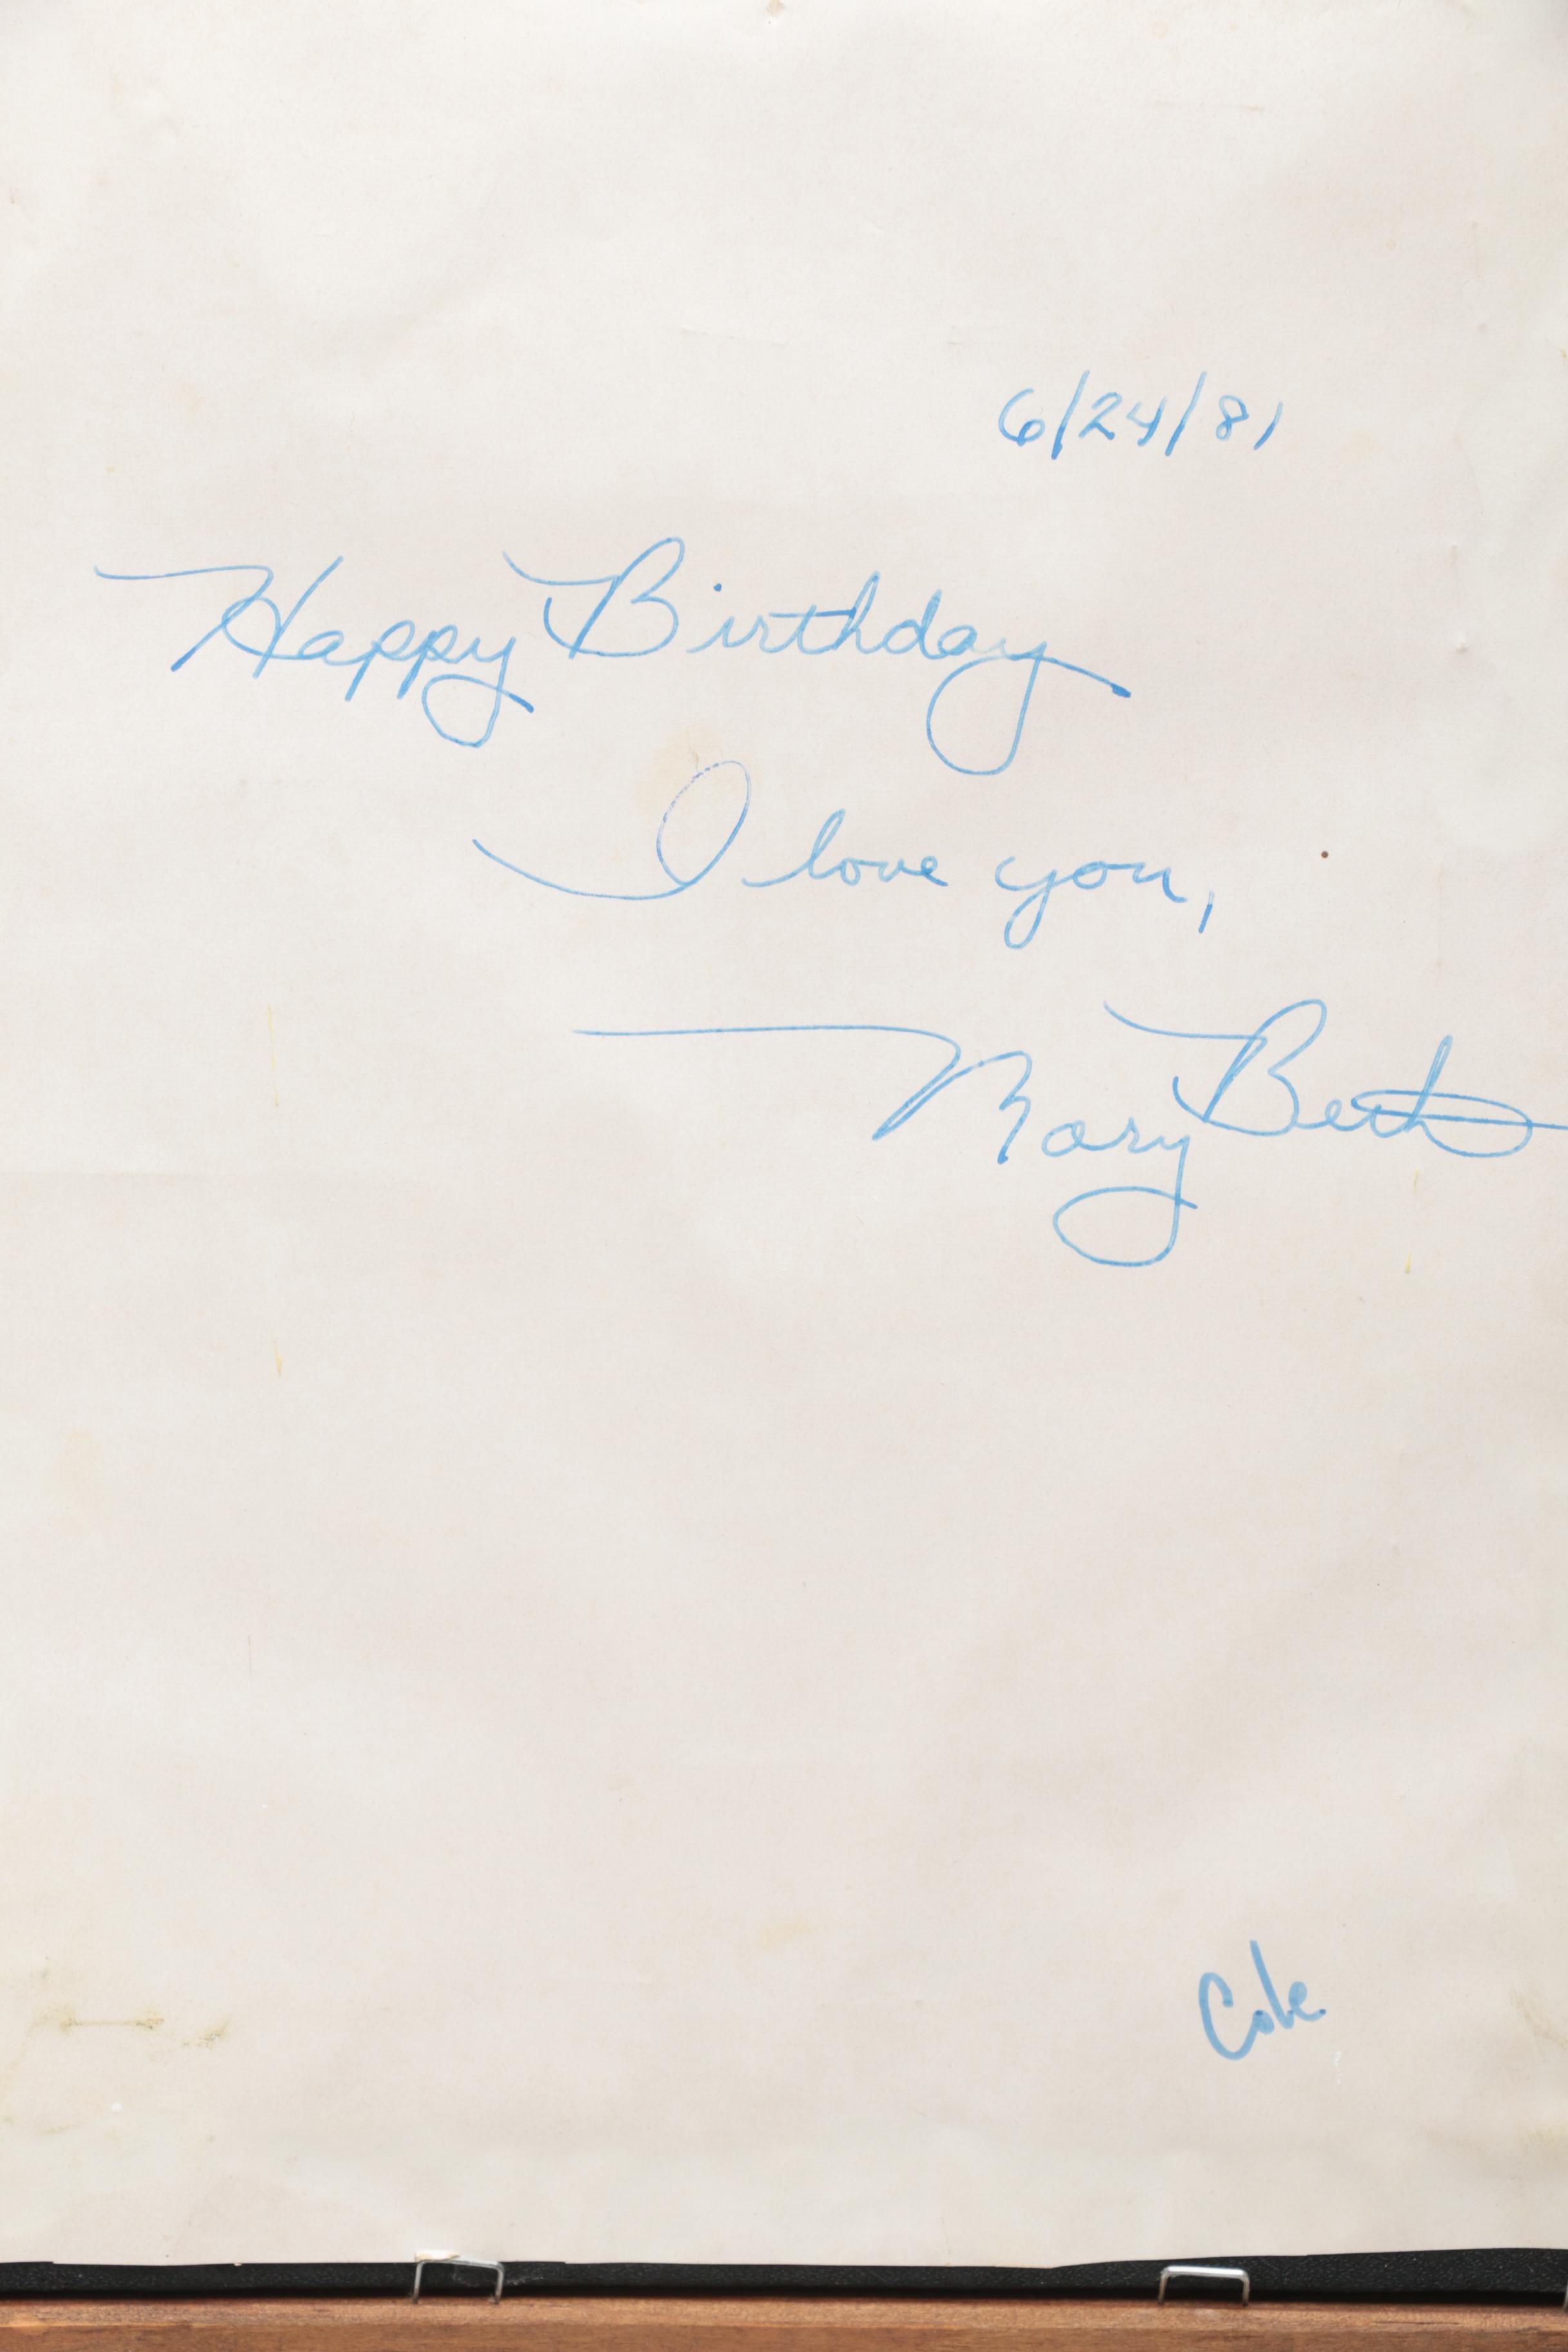 6/24/81
Happy Birthday
I love you,
Mary Beth
Cole